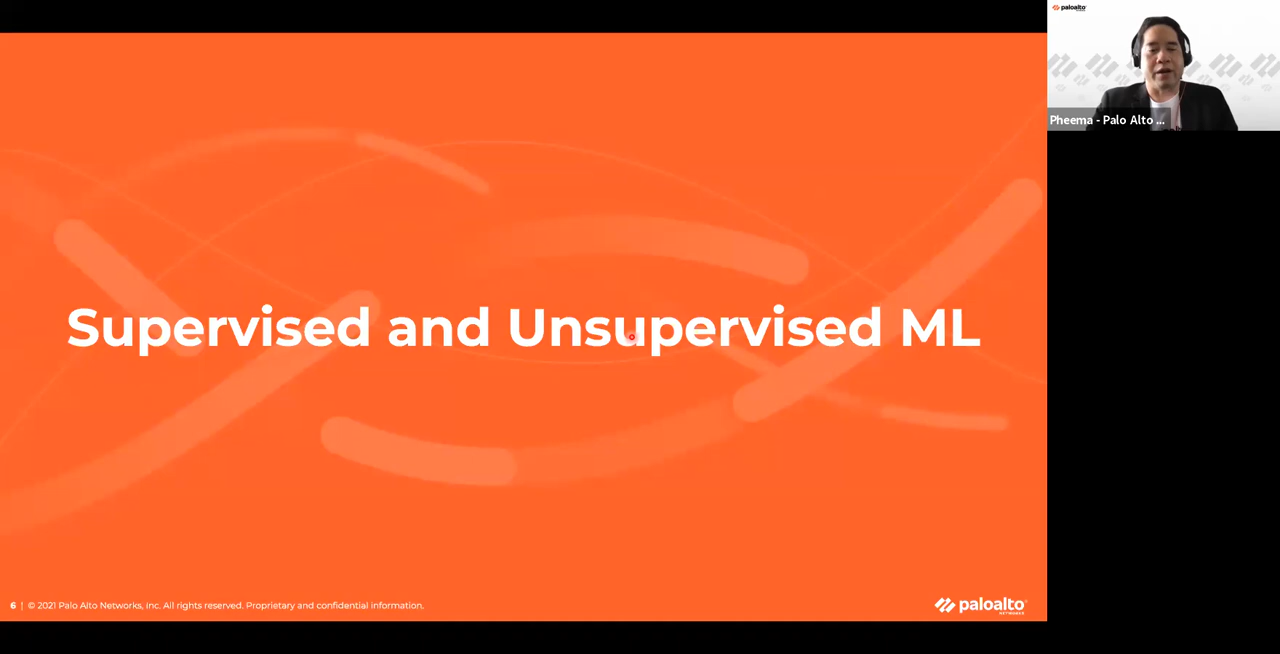 paloalto
Pheema - Palo Alto ...
Supervised and Unsupervised ML
6 | © 2021 Palo Alto Networks, Inc. All rights reserved. Proprietary and confidential information.
paloalto
NETWORKS